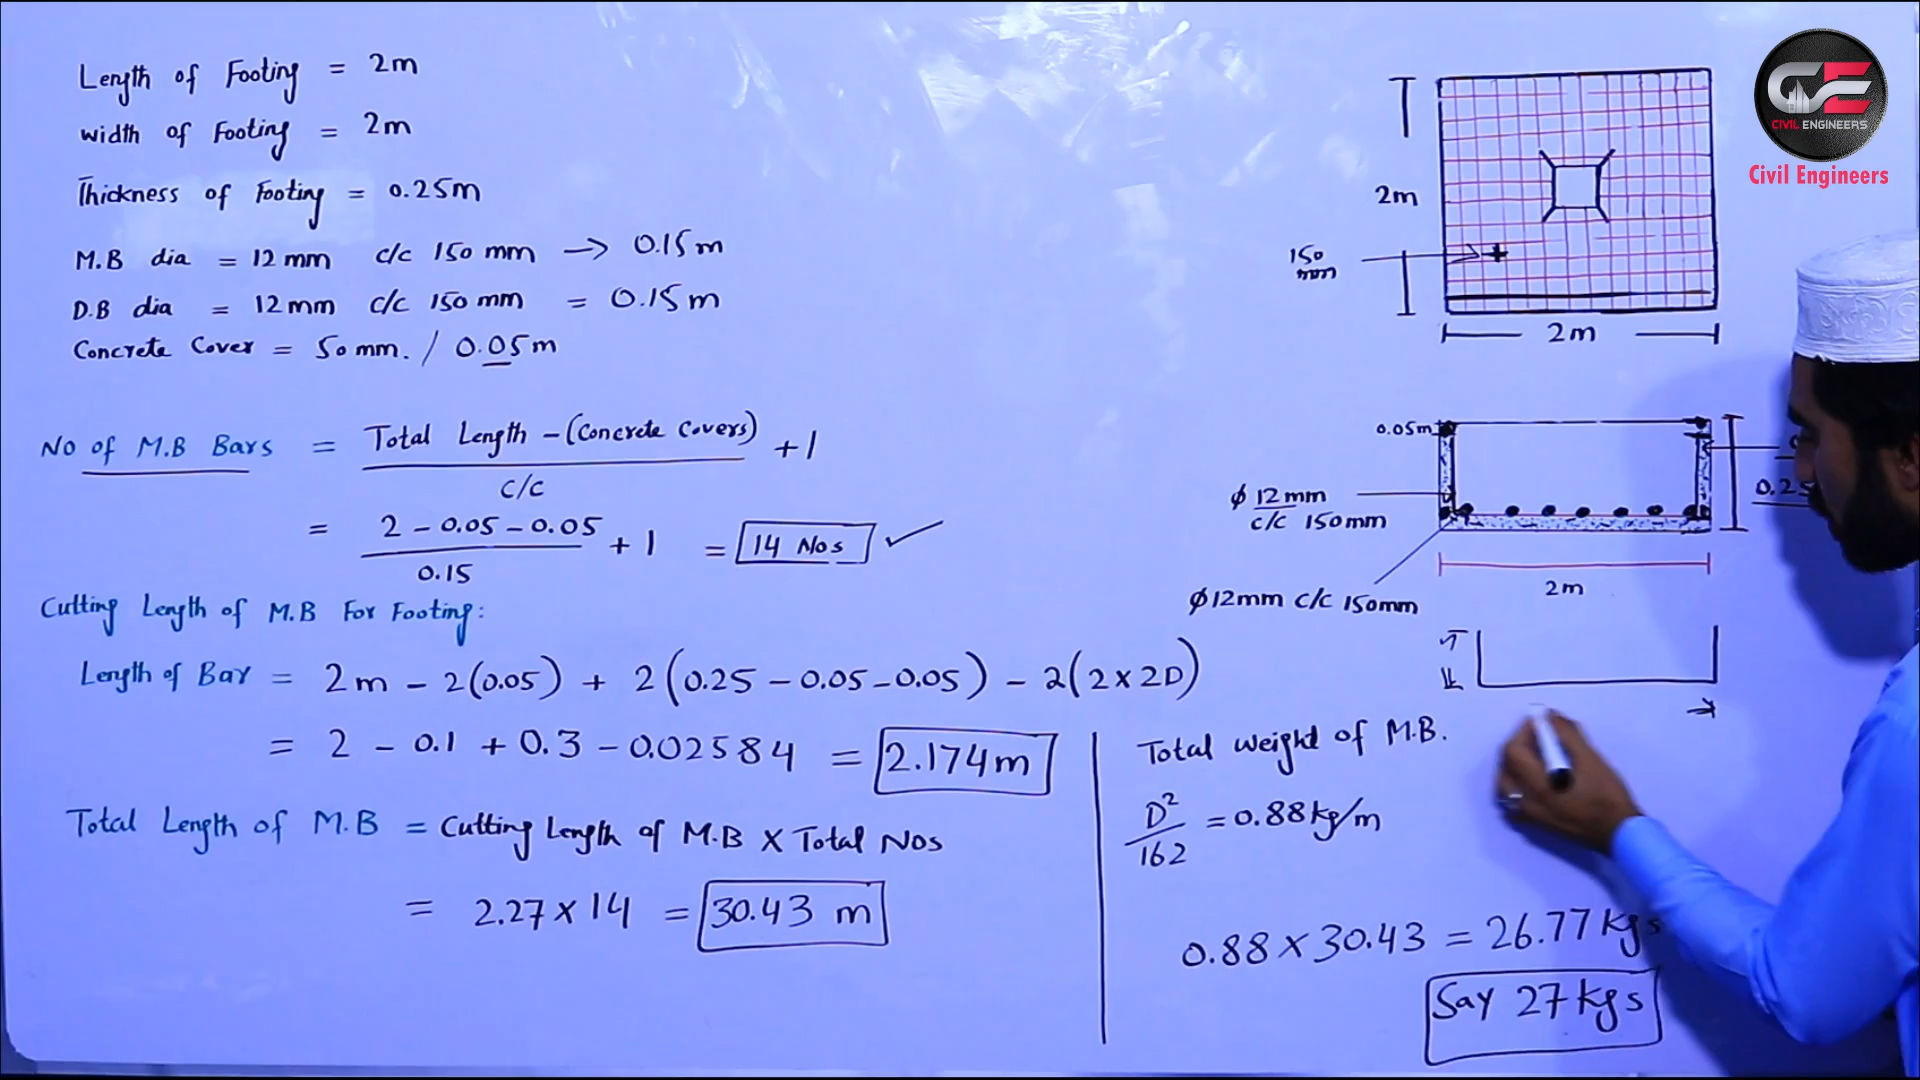 Length of Footing = 2m
width of Footing = 2m
Thickness of Footing = 0.25m
M.B dia = 12 mm c/c 150 mm → 0.15m
D.B dia = 12 mm c/c 150 mm = 0.15m
Concrete Cover = 50 mm. / 0.05m
No of M.B Bars = Total Length - (Concrete Covers) + 1
c/c
= 2 - 0.05 - 0.05 + 1 = 14 Nos ✓
0.15
Cutting Length of M.B For Footing:
Length of Bar = 2m - 2(0.05) + 2(0.25 - 0.05 - 0.05) - 2(2 x 2D)
= 2 - 0.1 + 0.3 - 0.02584 = 2.174m
Total Length of M.B = Cutting Length of M.B X Total Nos
= 2.27 x 14 = 30.43 m
2m
150
mm
2m
0.05m
ϕ 12mm
c/c 150mm
0.25
2m
ϕ12mm c/c 150mm
Total weight of M.B.
D²
162 = 0.88kg/m
0.88 x 30.43 = 26.77 kgs
Say 27 kgs
CE
CIVIL ENGINEERS
Civil Engineers